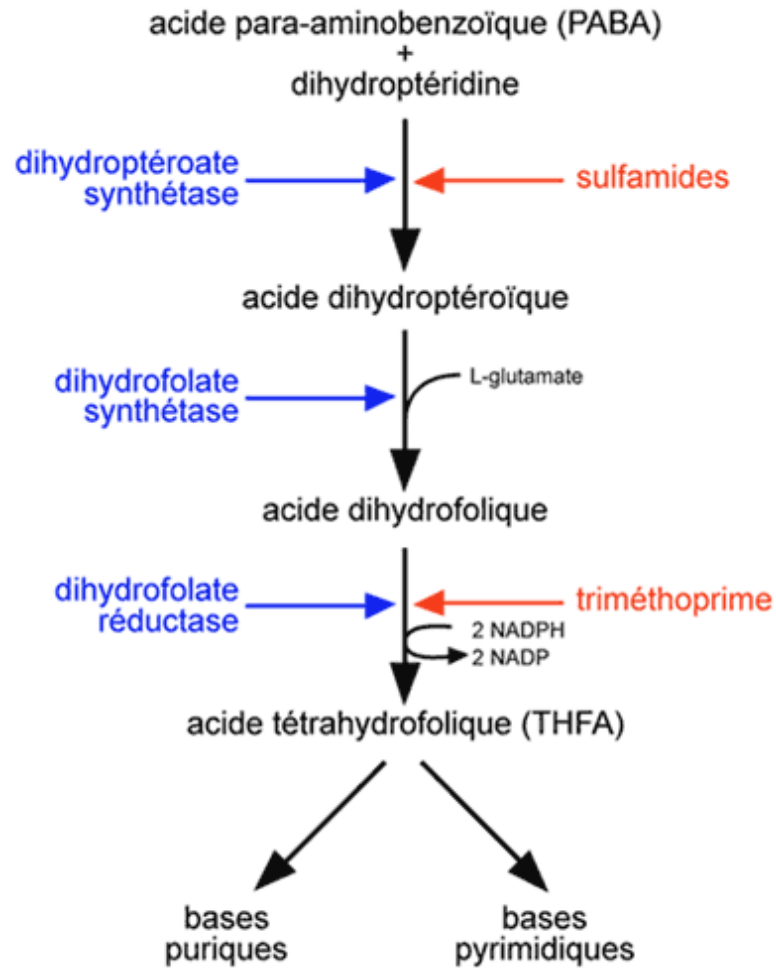 acide para-aminobenzoïque (PABA)
+
dihydroptéridine
dihydroptéroate
synthétase
sulfamides
acide dihydroptéroïque
dihydrofolate
synthétase
L-glutamate
acide dihydrofolique
dihydrofolate
réductase
triméthoprime
2 NADPH
2 NADP
acide tétrahydrofolique (THFA)
bases
puriques
bases
pyrimidiques